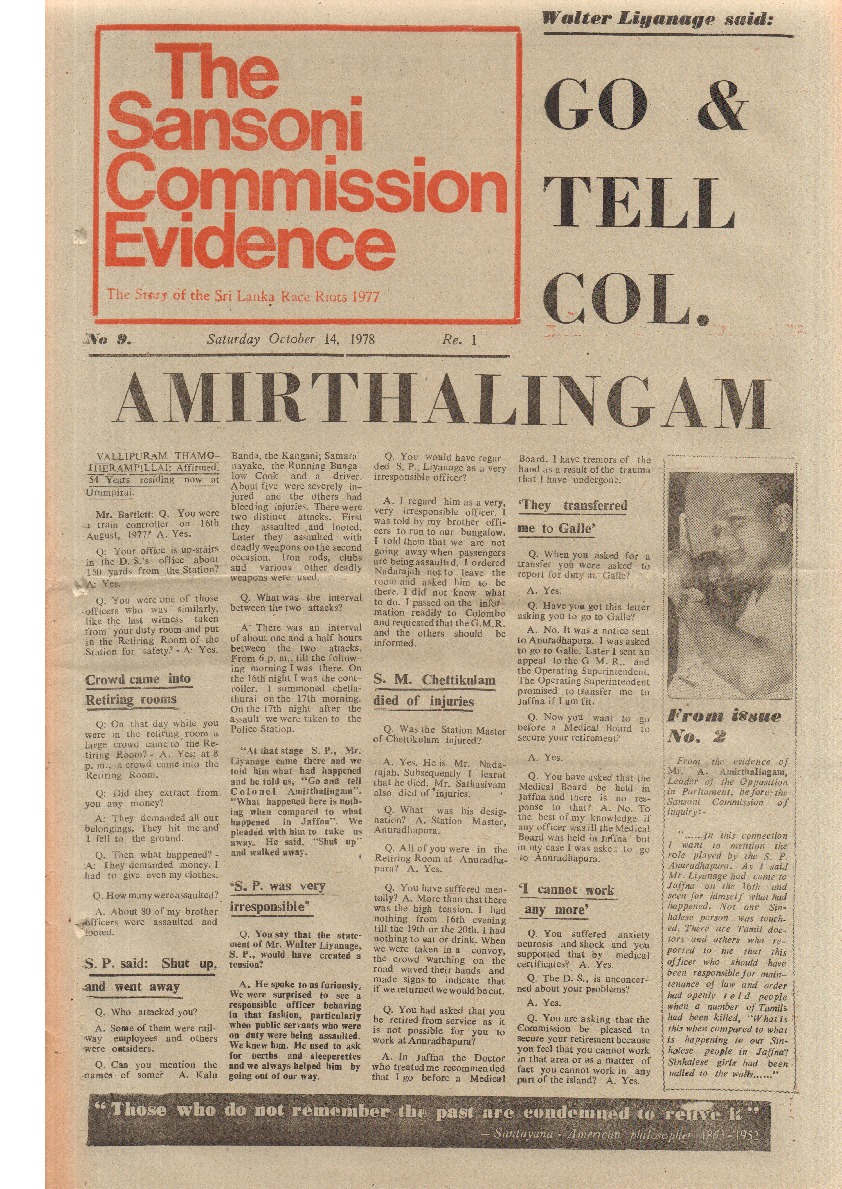 Walter Liyanage said:
The
Sansoni
Commission
Evidence
The Story of the Sri Lanka Race Riots 1977
GO &
TELL
COL.
No 9. Saturday October 14, 1978 Re. 1
AMIRTHALINGAM
VALLIPURAM THAMO-
THERAMPILLAI; Affirmed,
54 Years residing now at
Urumpirai.
Mr. Bartlett: Q. You were
a train controller on 16th
August, 1977? A. Yes.
Q: Your office is up-stairs
in the D.S.'s office about
150 yards from the Station?
A: Yes.
Q. You were one of those
officers who was similarly,
like the last witness taken
from your duty room and put
in the Retiring Room of the
Station for safety? - A: Yes.
Crowd came into
Retiring rooms
Q: On that day while you
were in the retiring room a
large crowd came to the Re-
tiring Room? - A. Yes; at 8
p. m., a crowd came into the
Retiring Room.
Q: Did they extract from
you any money?
A: They demanded all our
belongings. They hit me and
I fell to the ground.
Q. Then what happened? -
A: They demanded money. I
had to give even my clothes.
Q. How many were assaulted?
A. About 80 of my brother
officers were assaulted and
looted.
S. P. said: Shut up,
and went away
Q. Who attacked you?
A. Some of them were rail-
way employees and others
were outsiders.
Q. Can you mention the
names of some? A. Kalu
Banda, the Kangani; Samara
nayake, the Running Bunga-
low Cook and a driver.
About five were severely in-
jured and the others had
bleeding injuries. There were
two distinct attacks. First
they assaulted and looted.
Later they assaulted with
deadly weapons on the second
occasion. Iron rods, clubs
and various other deadly
weapons were used.
Q. What was the interval
between the two attacks?
A' There was an interval
of about one and a half hours
between the two attacks.
From 6 p. m., till the follow-
ing morning I was there. On
the 16th night I was the cont-
roller. I summoned chella-
thurai on the 17th morning.
On the 17th night after the
assault we were taken to the
Police Station.
"At that stage S. P., Mr.
Liyanage came there and we
told him what had happened
and he told us, "Go and tell
Colonel Amirthalingam".
"What happened here is noth-
ing when compared to what
happened in Jaffna". We
pleaded with him to take us
away. He said, "Shut up"
and walked away.
'S. P. was very
irresponsible'
Q. You say that the state-
ment of Mr. Walter Liyanage,
S. P., would have created a
tension?
A. He spoke to us furiously.
We were surprised to see a
responsible officer behaving
in that fashion, particularly
when public servants who were
on duty were being assaulted.
We knew him. He used to ask
for berths and sleeperettes
and we always helped him by
going out of our way.
Q. You would have regar-
ded S. P., Liyanage as a very
irresponsible officer?
A. I regard him as a very,
very irresponsible officer. I
was told by my brother offi-
cers to run to our bungalow.
I told them that we are not
going away when passengers
are being assaulted. I ordered
Nadarajah not to leave the
room and asked him to be
there. I did not know what
to do. I passed on the infor-
mation readily to Colombo
and requested that the G.M.R.
and the others should be
informed.
S. M. Chettikulam
died of injuries
Q. Was the Station Master
of Chettikulam injured?
A. Yes. He is Mr. Nada-
rajah. Subsequently I learnt
that he died. Mr. Sathasivam
also died of injuries.
Q. What was his desig-
nation? A. Station Master,
Anuradhapura.
Q. All of you were in the
Retiring Room at Anuradha-
pura? A. Yes.
Q. You have suffered men-
tally? A. More than that there
was the high tension. I had
nothing from 16th evening
till the 19th or the 20th. I had
nothing to eat or drink. When
we were taken in a convoy,
the crowd watching on the
road waved their hands and
made signs to indicate that
if we returned we would be cut.
Q. You had asked that you
be retired from service as it
is not possible for you to
work at Anuradhapura?
A. In Jaffna the Doctor
who treated me recommended
that I go before a Medical
Board. I have tremors of the
hand as a result of the trauma
that I have undergone.
'They transferred
me to Galle'
Q. When you asked for a
transfer you were asked to
report for duty at Galle?
A. Yes.
Q. Have you got this letter
asking you to go to Galle?
A. No. It was a notice sent
to Anuradhapura. I was asked
to go to Galle. Later I sent an
appeal to the G M R., and
the Operating Superintendent.
The Operating Superintendent
promised to transfer me to
Jaffna if I am fit.
Q. Now you want to go
before a Medical Board to
secure your retirement?
A. Yes.
Q. You have asked that the
Medical Board be held in
Jaffna and there is no res-
ponse to that? A. No. To
the best of my knowledge if
any officer was ill the Medical
Board was held in Jaffna but
in my case I was asked to go
to Anuradhapura.
'I cannot work
any more'
Q. You suffered anxiety
neurosis and shock and you
supported that by medical
certificates? A. Yes.
Q. The D.S., is unconcer-
ned about your problems?
A. Yes.
Q. You are asking that the
Commission be pleased to
secure your retirement because
you feel that you cannot work
in that area or as a matter of
fact you cannot work in any
part of the island? A. Yes.
From issue
No. 2
From the evidence of
Mr. A. Amirthalingam,
Leader of the Opposition
in Parliament, before the
Sansoni Commission of
inquiry:-
"......In this connection
I want to mention the
role played by the S. P.
Anuradhapura. As I said
Mr. Liyanage had come to
Jaffna on the 16th and
seen for himself what had
happened. Not one Sin-
halese person was touch-
ed. There are Tamil doc-
tors and others who re-
ported to me that this
officer who should have
been responsible for main-
tenance of law and order
had openly told people
when a number of Tamils
had been killed, "What is
this when compared to what
is happening to our Sin-
halese people in Jaffna?
Sinhalese girls had been
nailed to the walls......"
"Those who do not remember the past are condemned to relive it"
— Santayana - American philosopher 1863-1952